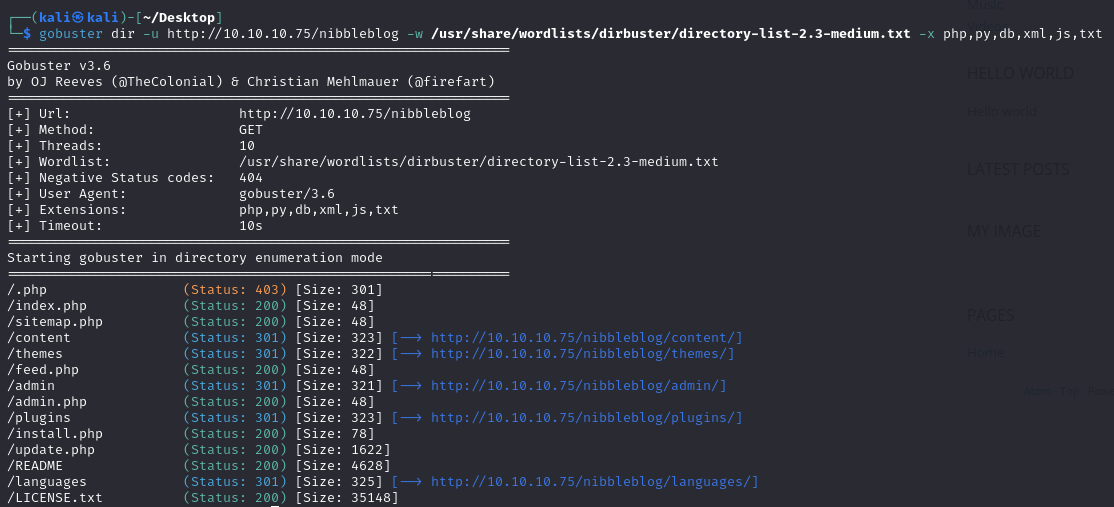 ┌──(kali㉿kali)-[~/Desktop]
└─$ gobuster dir -u http://10.10.10.75/nibbleblog -w /usr/share/wordlists/dirbuster/directory-list-2.3-medium.txt -x php,py,db,xml,js,txt
===============================================================
Gobuster v3.6
by OJ Reeves (@TheColonial) & Christian Mehlmauer (@firefart)
===============================================================
[+] Url:                     http://10.10.10.75/nibbleblog
[+] Method:                  GET
[+] Threads:                 10
[+] Wordlist:                /usr/share/wordlists/dirbuster/directory-list-2.3-medium.txt
[+] Negative Status codes:   404
[+] User Agent:              gobuster/3.6
[+] Extensions:              php,py,db,xml,js,txt
[+] Timeout:                 10s
===============================================================
Starting gobuster in directory enumeration mode
===============================================================
/.php                 (Status: 403) [Size: 301]
/index.php            (Status: 200) [Size: 48]
/sitemap.php          (Status: 200) [Size: 48]
/content              (Status: 301) [Size: 323] [--> http://10.10.10.75/nibbleblog/content/]
/themes               (Status: 301) [Size: 322] [--> http://10.10.10.75/nibbleblog/themes/]
/feed.php             (Status: 200) [Size: 48]
/admin                (Status: 301) [Size: 321] [--> http://10.10.10.75/nibbleblog/admin/]
/admin.php            (Status: 200) [Size: 48]
/plugins              (Status: 301) [Size: 323] [--> http://10.10.10.75/nibbleblog/plugins/]
/install.php          (Status: 200) [Size: 78]
/update.php           (Status: 200) [Size: 1622]
/README               (Status: 200) [Size: 4628]
/languages            (Status: 301) [Size: 325] [--> http://10.10.10.75/nibbleblog/languages/]
/LICENSE.txt          (Status: 200) [Size: 35148]
Music
HELLO WORLD
Hello world
LATEST POSTS
MY IMAGE
PAGES
Home